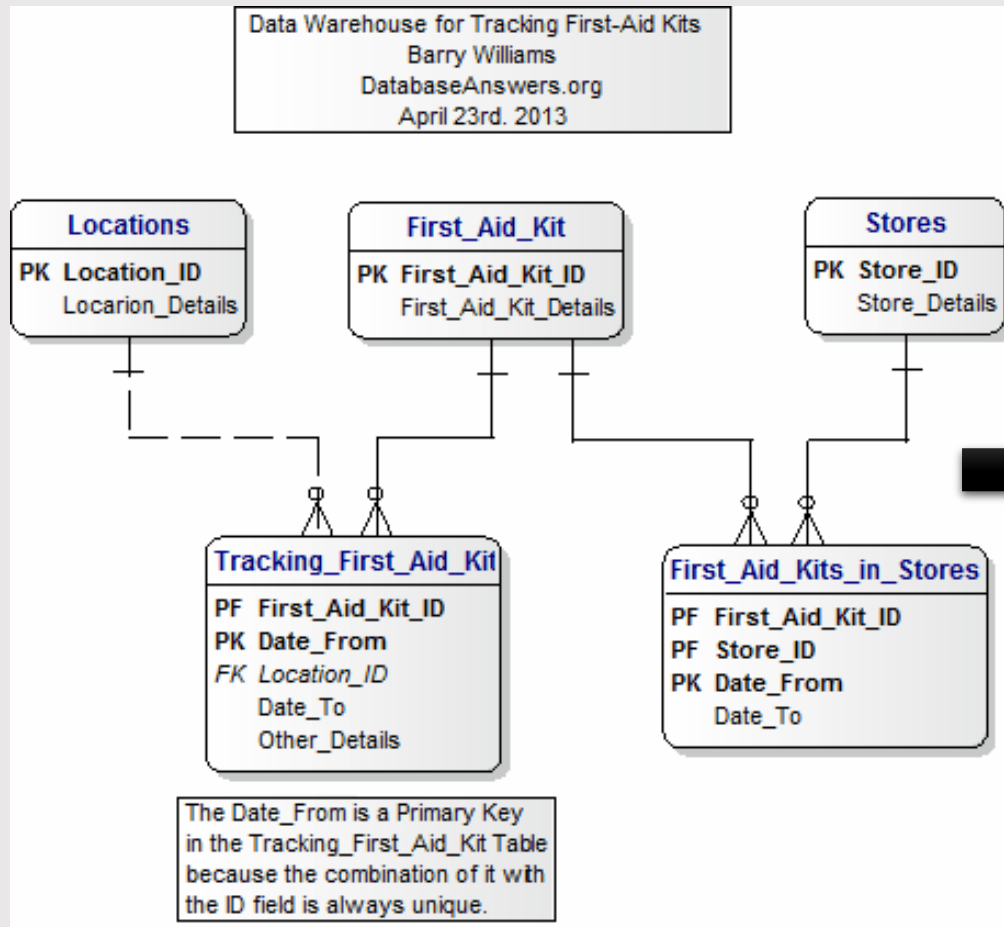 Data Warehouse for Tracking First-Aid Kits
Barry Williams
DatabaseAnswers.org
April 23rd. 2013
Locations
PK Location_ID
Locarion_Details
First_Aid_Kit
PK First_Aid_Kit_ID
First_Aid_Kit_Details
Stores
PK Store_ID
Store_Details
Tracking_First_Aid_Kit
PF First_Aid_Kit_ID
PK Date_From
FK Location_ID
Date_To
Other_Details
First_Aid_Kits_in_Stores
PF First_Aid_Kit_ID
PF Store_ID
PK Date_From
Date_To
The Date_From is a Primary Key
in the Tracking_First_Aid_Kit Table
because the combination of it with
the ID field is always unique.